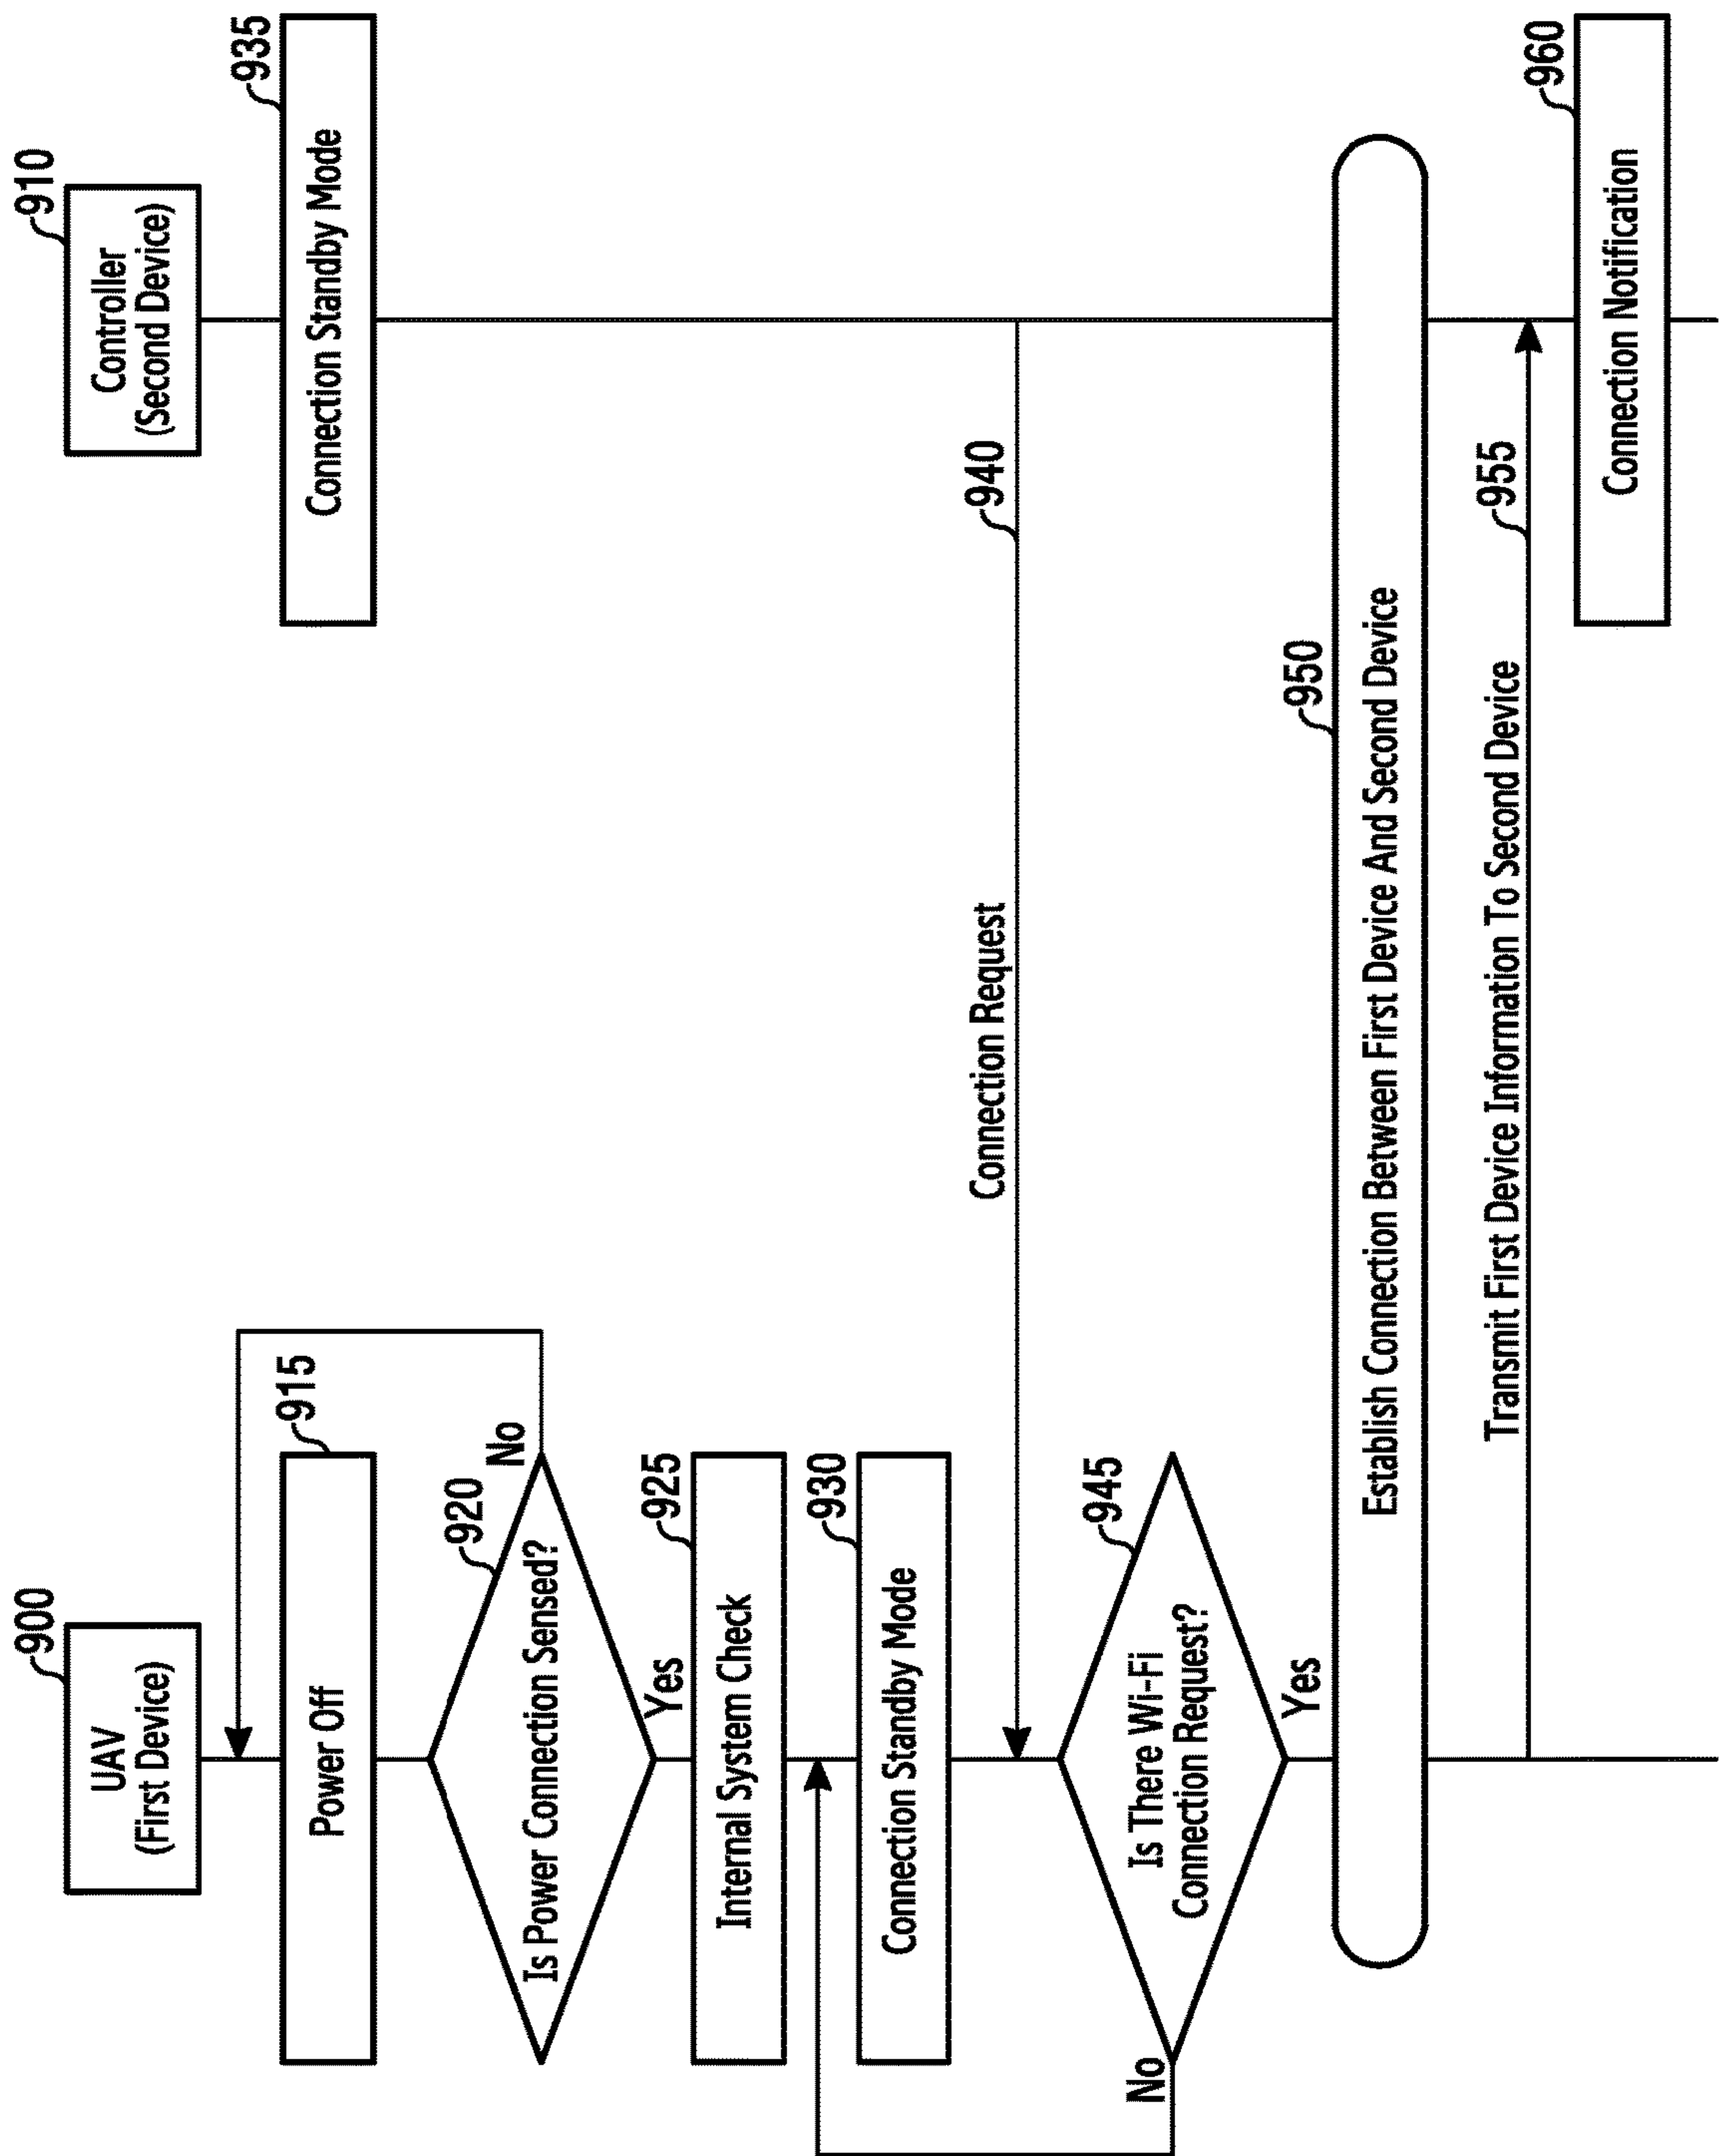 900
UAV
(First Device)
910
Controller
(Second Device)
915
Power Off
935
Connection Standby Mode
920
Is Power Connection Sensed?
No
Yes
925
Internal System Check
930
Connection Standby Mode
940
Connection Request
945
Is There Wi-Fi
Connection Request?
No
Yes
950
Establish Connection Between First Device And Second Device
955
Transmit First Device Information To Second Device
960
Connection Notification